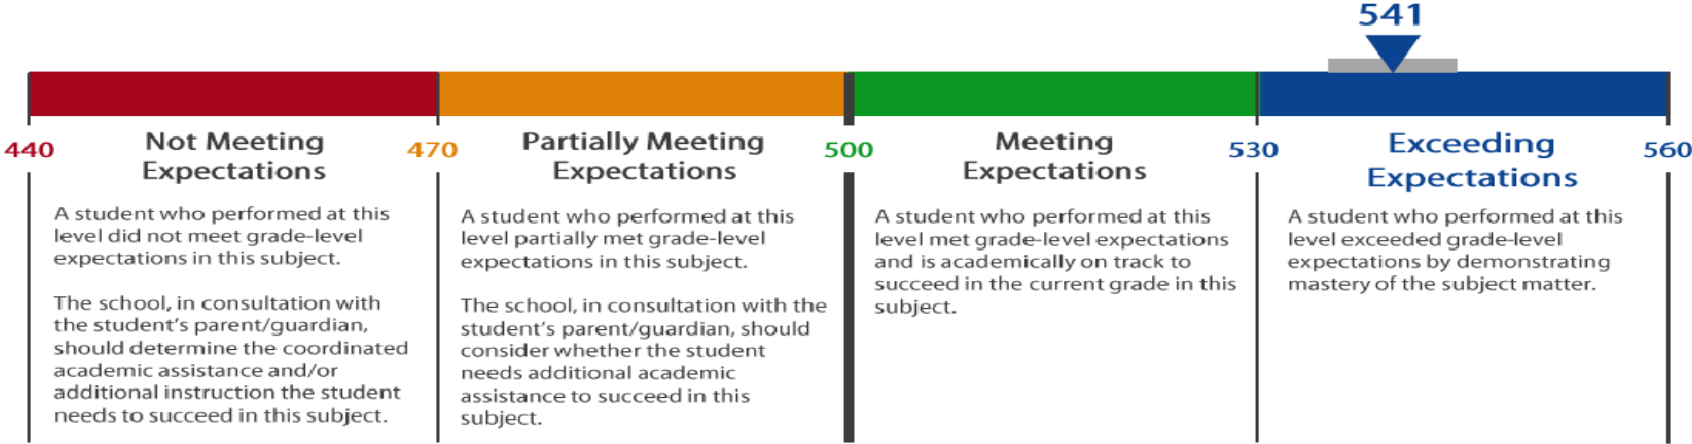 541
440
Not Meeting
Expectations
470
Partially Meeting
Expectations
500
Meeting
Expectations
530
Exceeding
Expectations
560
A student who performed at this
level did not meet grade-level
expectations in this subject.
The school, in consultation with
the student's parent/guardian,
should determine the coordinated
academic assistance and/or
additional instruction the student
needs to succeed in this subject.
A student who performed at this
level partially met grade-level
expectations in this subject.
The school, in consultation with the
student's parent/guardian, should
consider whether the student
needs additional academic
assistance to succeed in this
subject.
A student who performed at this
level met grade-level expectations
and is academically on track to
succeed in the current grade in this
subject.
A student who performed at this
level exceeded grade-level
expectations by demonstrating
mastery of the subject matter.